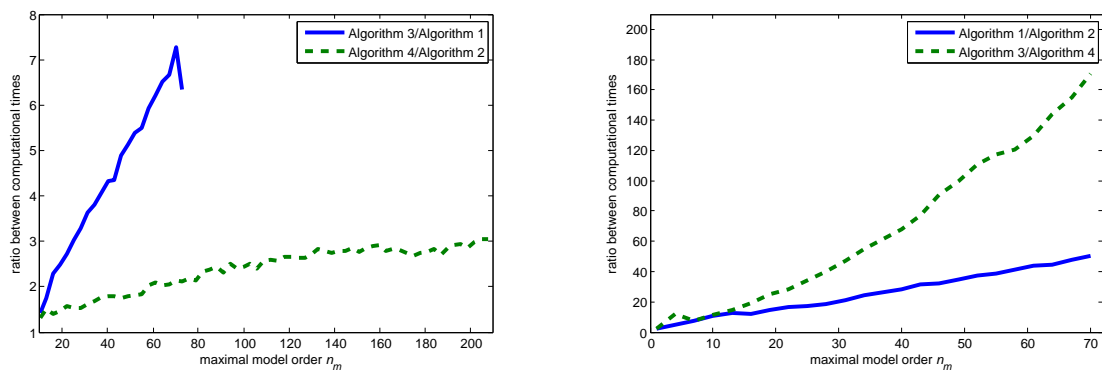 8
7
6
5
4
3
2
1
ratio between computational times
Algorithm 3/Algorithm 1
Algorithm 4/Algorithm 2
20 40 60 80 100 120 140 160 180 200
maximal model order n_m
200
180
160
140
120
100
80
60
40
20
0
ratio between computational times
Algorithm 1/Algorithm 2
Algorithm 3/Algorithm 4
0 10 20 30 40 50 60 70
maximal model order n_m